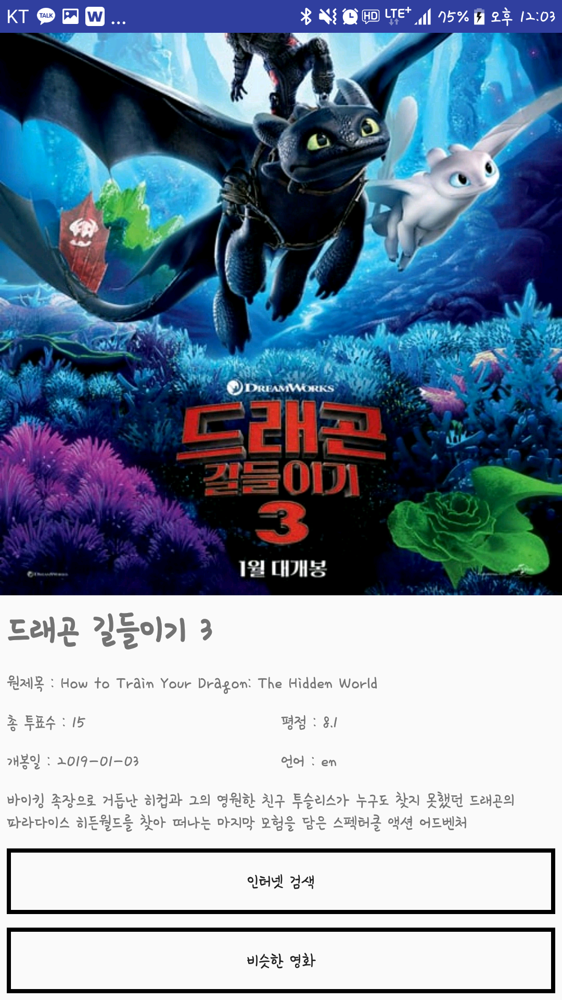 KT TALK W ... HD LTE+ 75% 오후 12:03
DREAMWORKS
드래곤
길들이기
3
1월 대개봉
DREAMWORKS
드래곤 길들이기 3
원제목 : How to Train Your Dragon: The Hidden World
총 투표수 : 15 평점 : 8.1
개봉일 : 2019-01-03 언어 : en
바이킹 족장으로 거듭난 히컵과 그의 영원한 친구 투슬리스가 누구도 찾지 못했던 드래곤의
파라다이스 히든월드를 찾아 떠나는 마지막 모험을 담은 스펙터클 액션 어드벤처
인터넷 검색
비슷한 영화